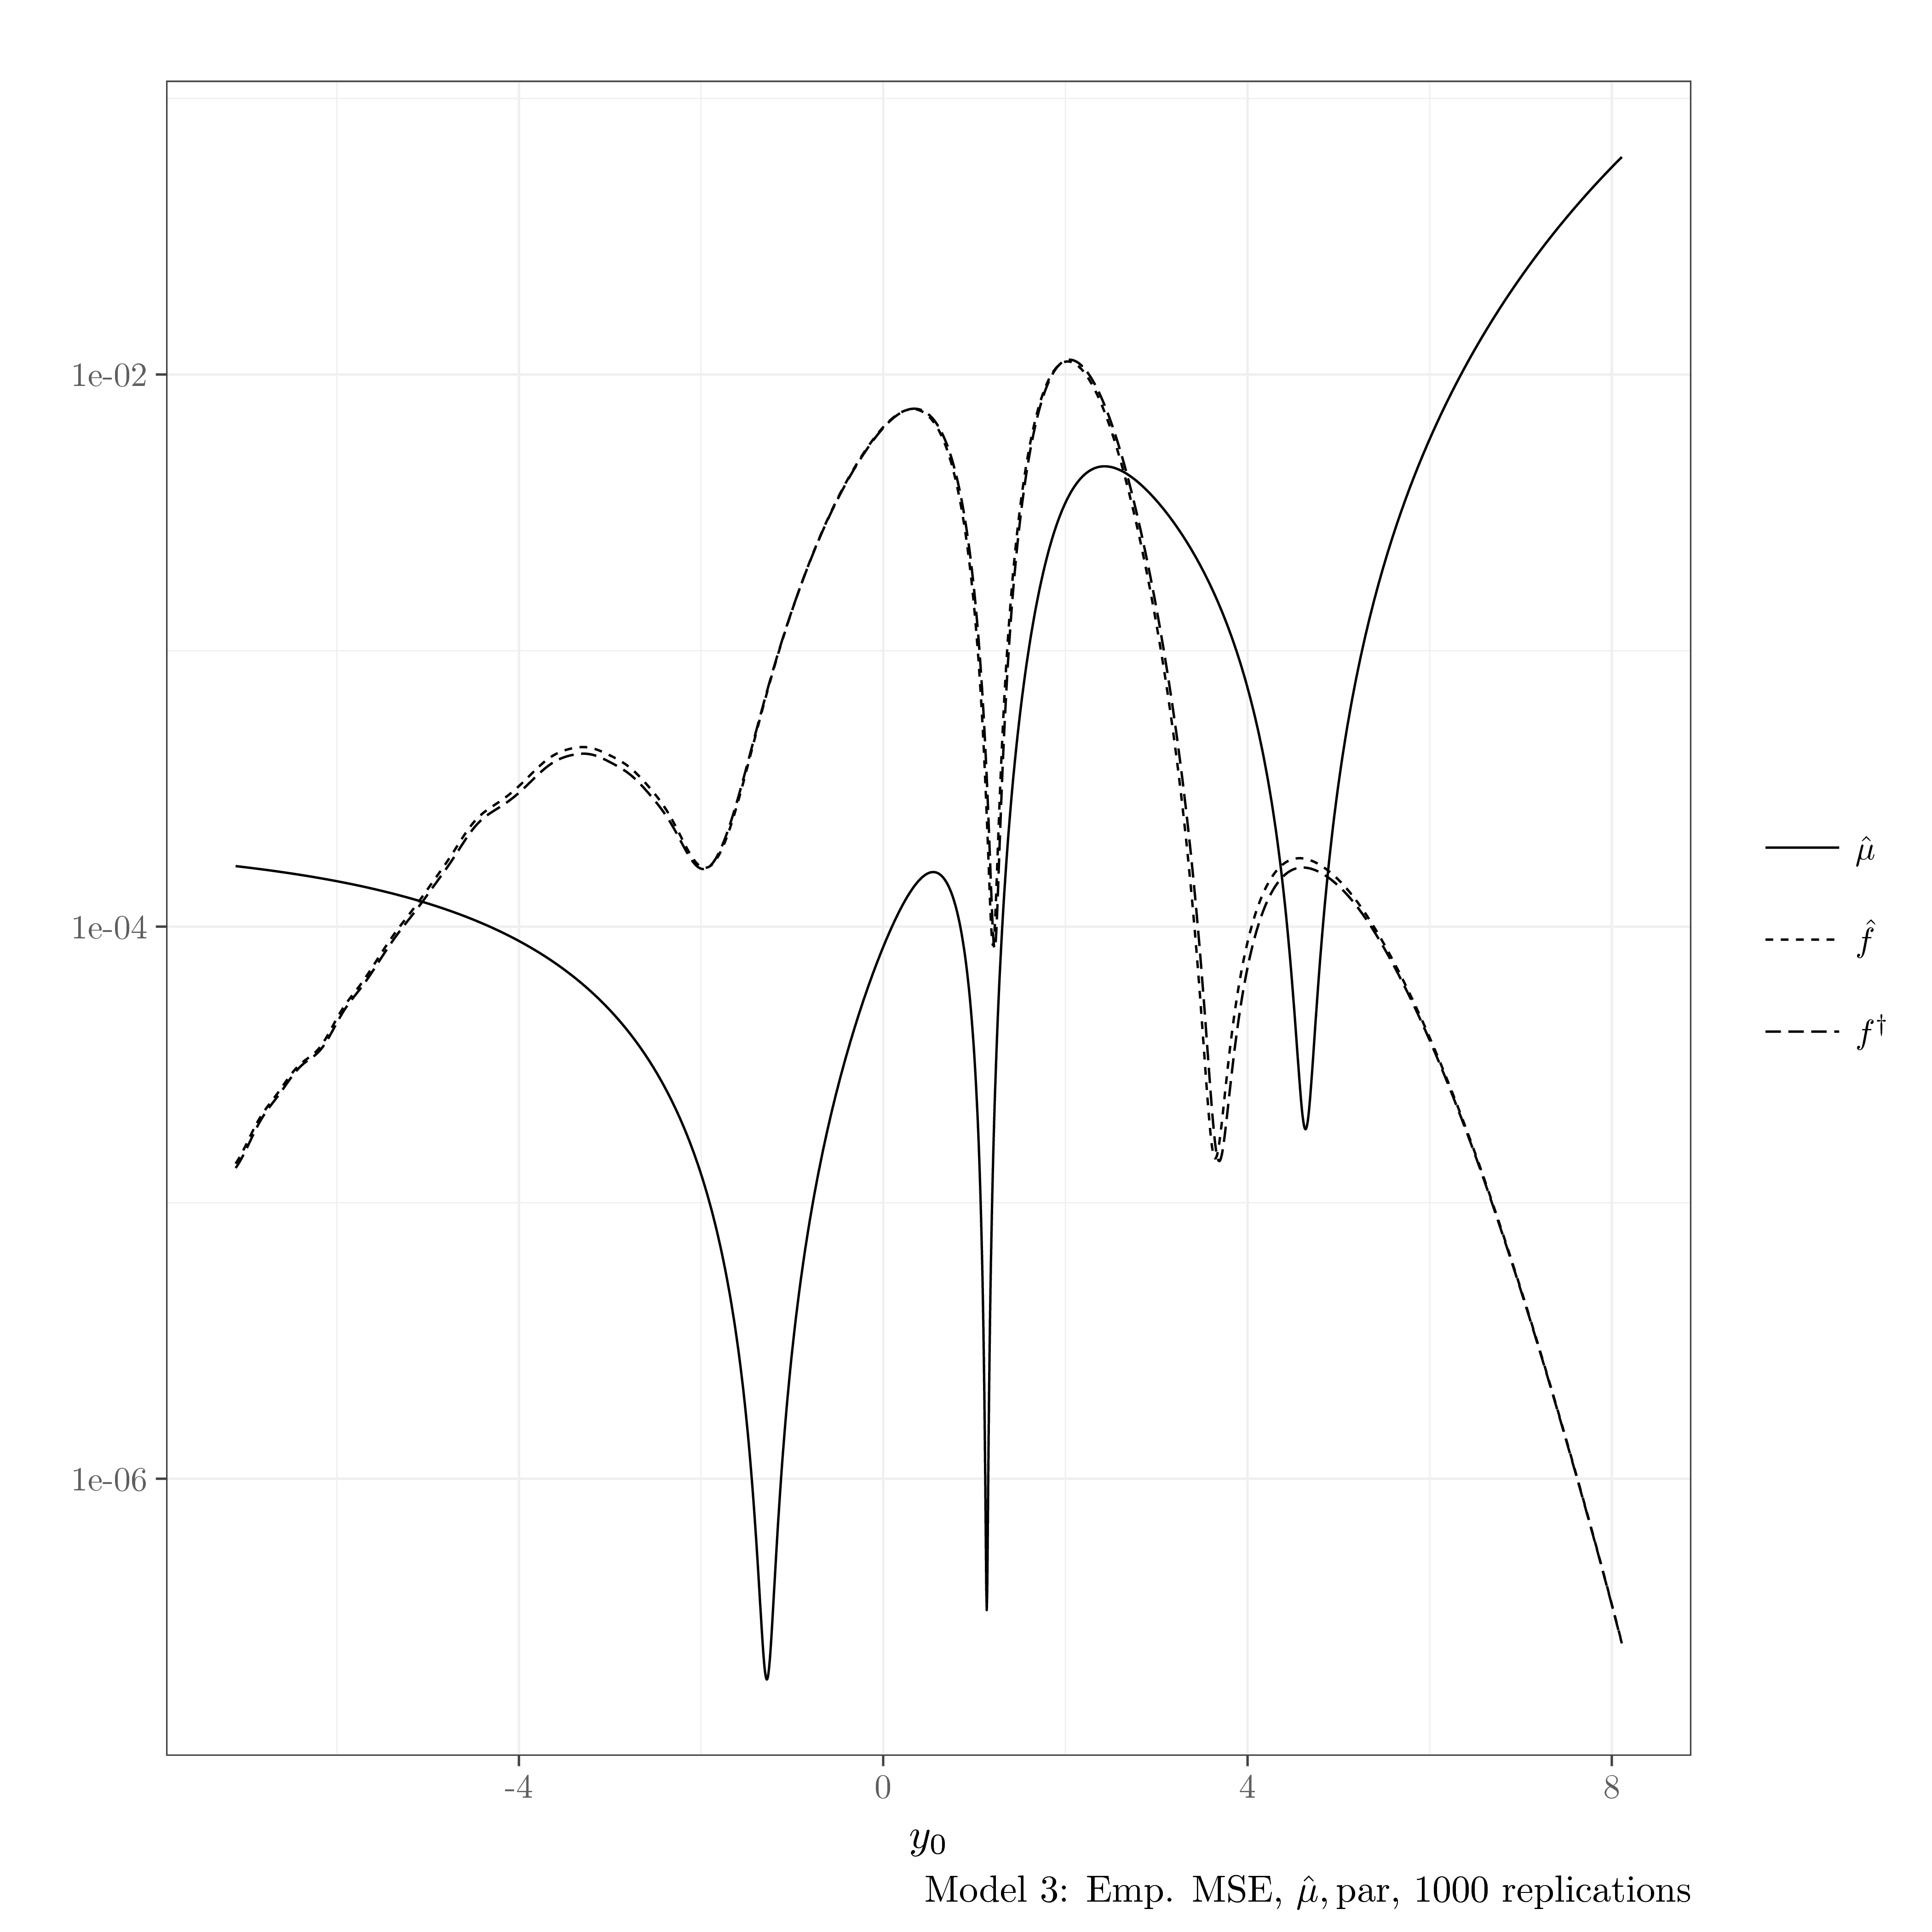 1e-02
1e-04
1e-06
-4 0 4 8
y₀
μ̂
f̂
f†
Model 3: Emp. MSE, μ̂, par, 1000 replications